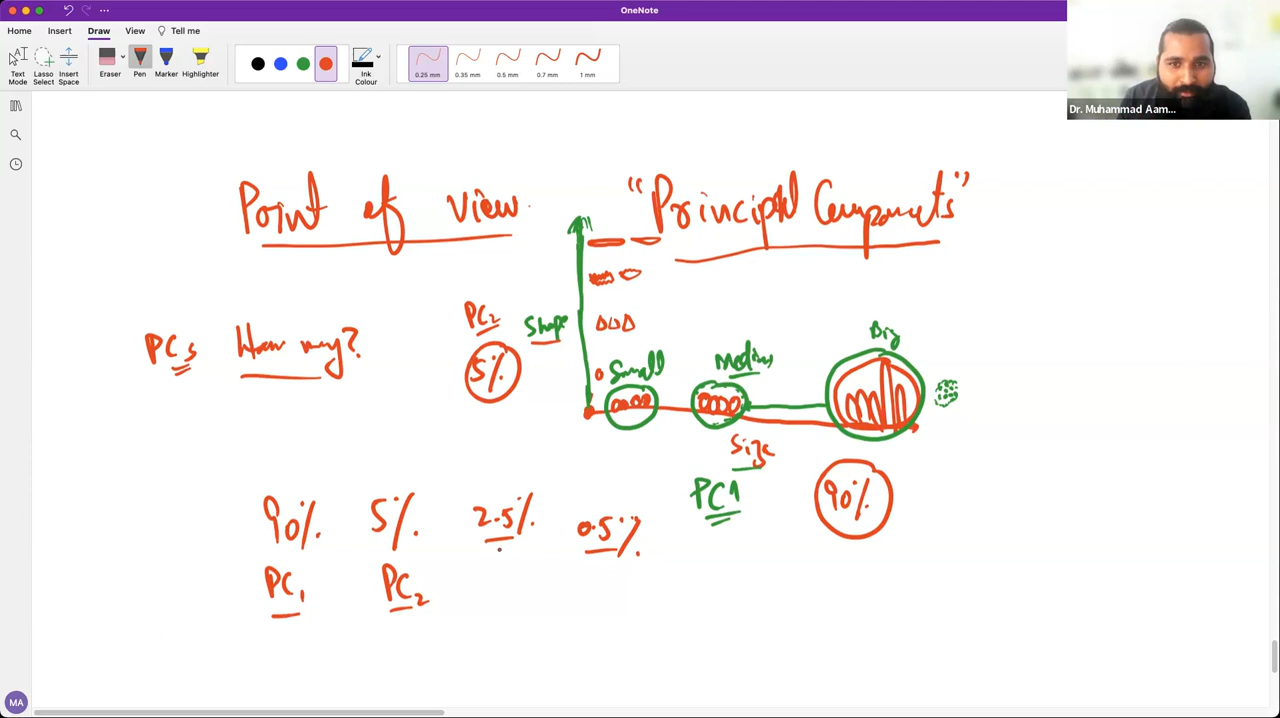 OneNote
Home Insert Draw View Tell me
Text Mode
Lasso Select
Insert Space
Eraser
Pen
Marker
Highlighter
Ink Colour
0.25 mm
0.35 mm
0.5 mm
0.7 mm
1 mm
Dr. Muhammad Aam...
Point of view. "Principal Components"
PCs How many?
PC2
5%
Shape
Small
Medium
Big
Size
PC1
90%
90% 5% 2.5% 0.5%
PC1 PC2
MA